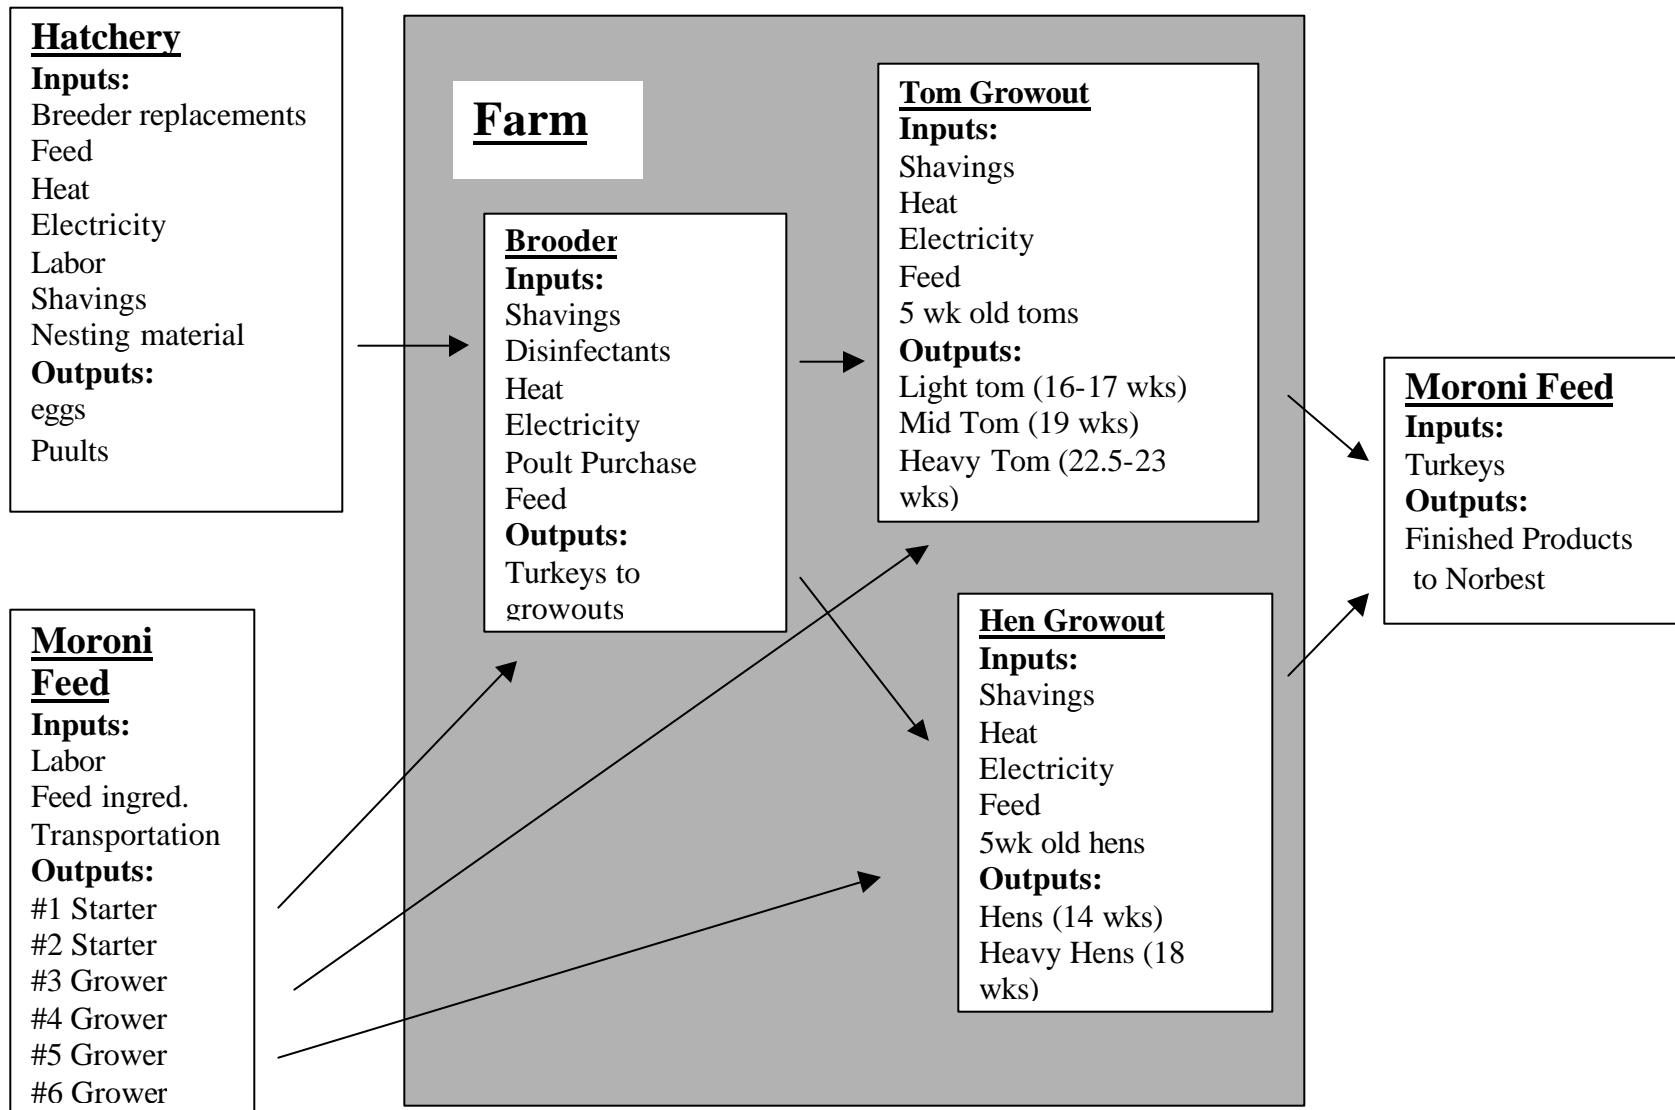 Hatchery
Inputs:
Breeder replacements
Feed
Heat
Electricity
Labor
Shavings
Nesting material
Outputs:
eggs
Puults
Moroni
Feed
Inputs:
Labor
Feed ingred.
Transportation
Outputs:
#1 Starter
#2 Starter
#3 Grower
#4 Grower
#5 Grower
#6 Grower
Farm
Brooder
Inputs:
Shavings
Disinfectants
Heat
Electricity
Poult Purchase
Feed
Outputs:
Turkeys to
growouts
Tom Growout
Inputs:
Shavings
Heat
Electricity
Feed
5 wk old toms
Outputs:
Light tom (16-17 wks)
Mid Tom (19 wks)
Heavy Tom (22.5-23
wks)
Hen Growout
Inputs:
Shavings
Heat
Electricity
Feed
5wk old hens
Outputs:
Hens (14 wks)
Heavy Hens (18
wks)
Moroni Feed
Inputs:
Turkeys
Outputs:
Finished Products
to Norbest